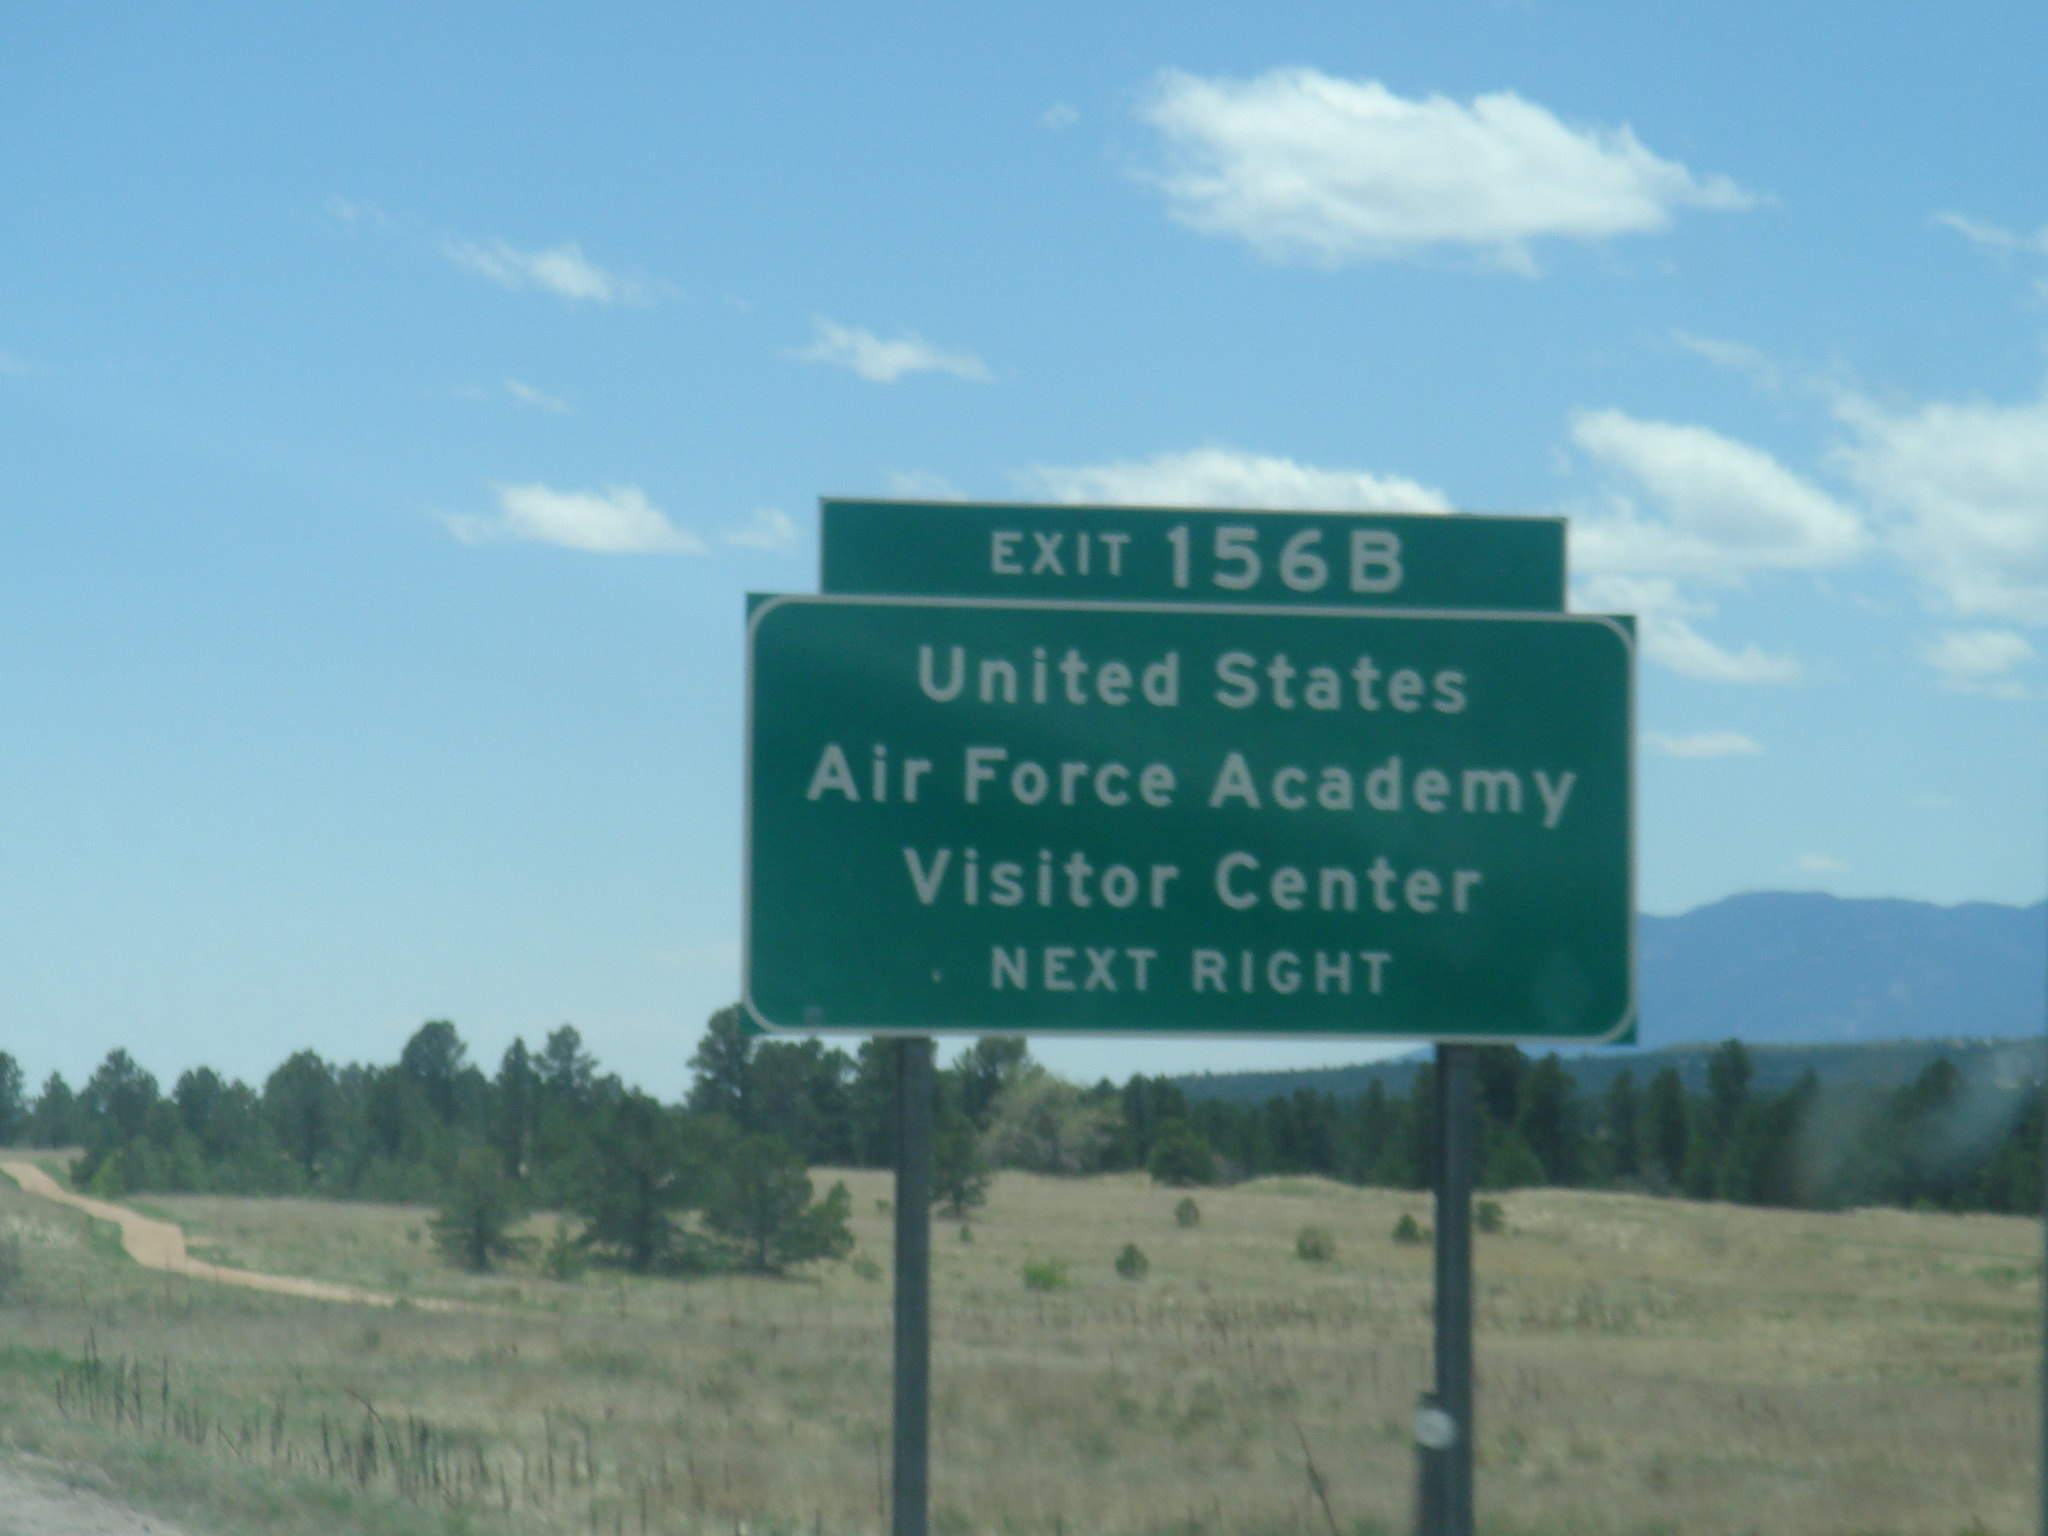 EXIT 156B
United States
Air Force Academy
Visitor Center
NEXT RIGHT